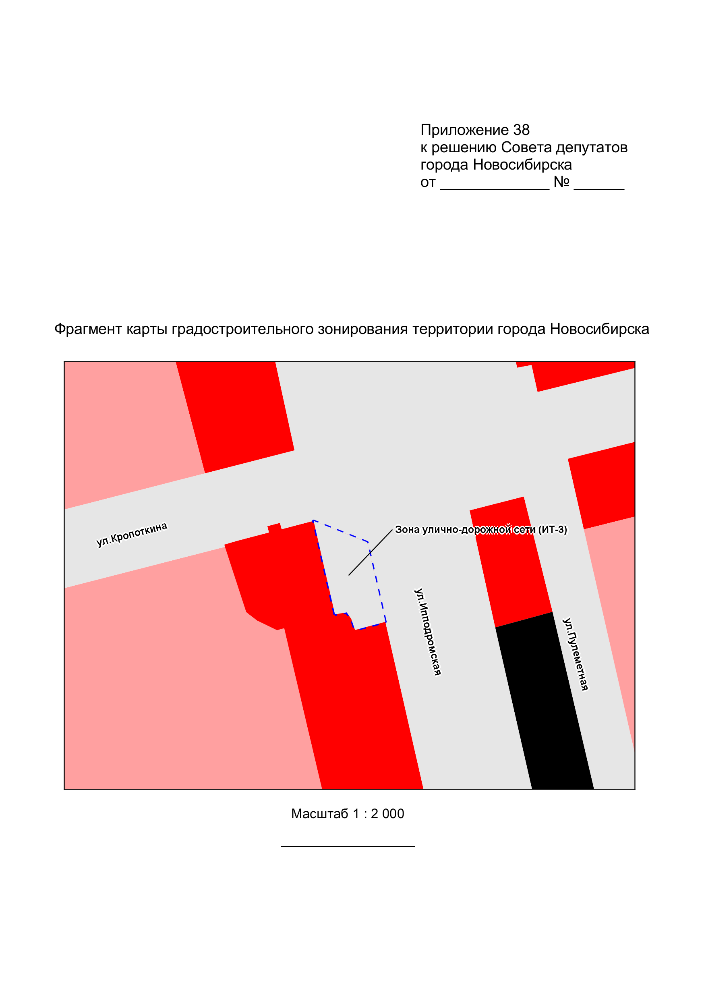 Приложение 38
к решению Совета депутатов
города Новосибирска
от _____________ № ______
Фрагмент карты градостроительного зонирования территории города Новосибирска
ул.Кропоткина
Зона улично-дорожной сети (ИТ-3)
ул.Ипподромская
ул.Пулеметная
Масштаб 1 : 2 000